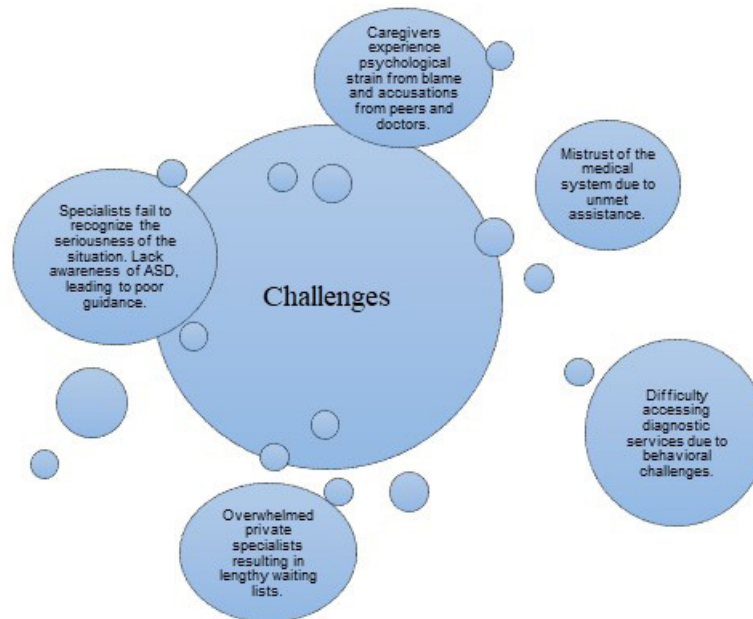 Caregivers
experience
psychological
strain from blame
and accusations
from peers and
doctors.
Mistrust of the
medical
system due to
unmet
assistance.
Specialists fail to
recognize the
seriousness of the
situation. Lack
awareness of ASD,
leading to poor
guidance.
Challenges
Difficulty
accessing
diagnostic
services due to
behavioral
challenges.
Overwhelmed
private
specialists
resulting in
lengthy waiting
lists.